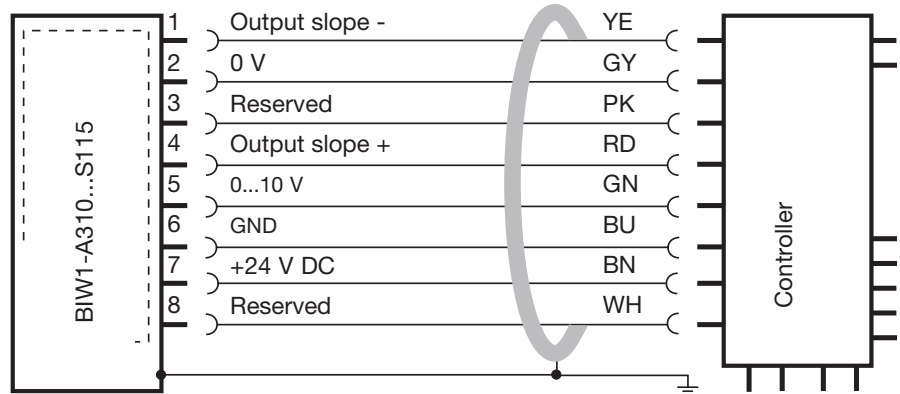 1 Output slope - YE
2 0 V GY
3 Reserved PK
4 Output slope + RD
5 0...10 V GN
6 GND BU
7 +24 V DC BN
8 Reserved WH
BIW1-A310...S115
Controller